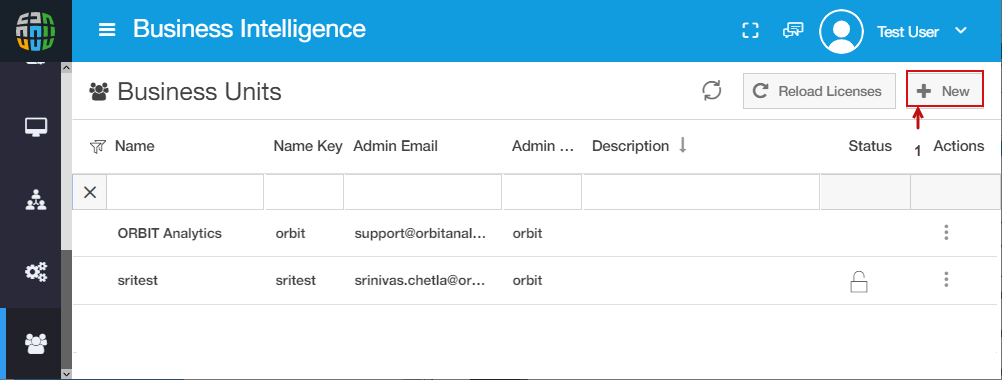 Business Intelligence
Test User
Business Units
Reload Licenses
New
1
Name Name Key Admin Email Admin ... Description Status Actions
ORBIT Analytics orbit support@orbitanal... orbit
sritest sritest srinivas.chetla@or... orbit